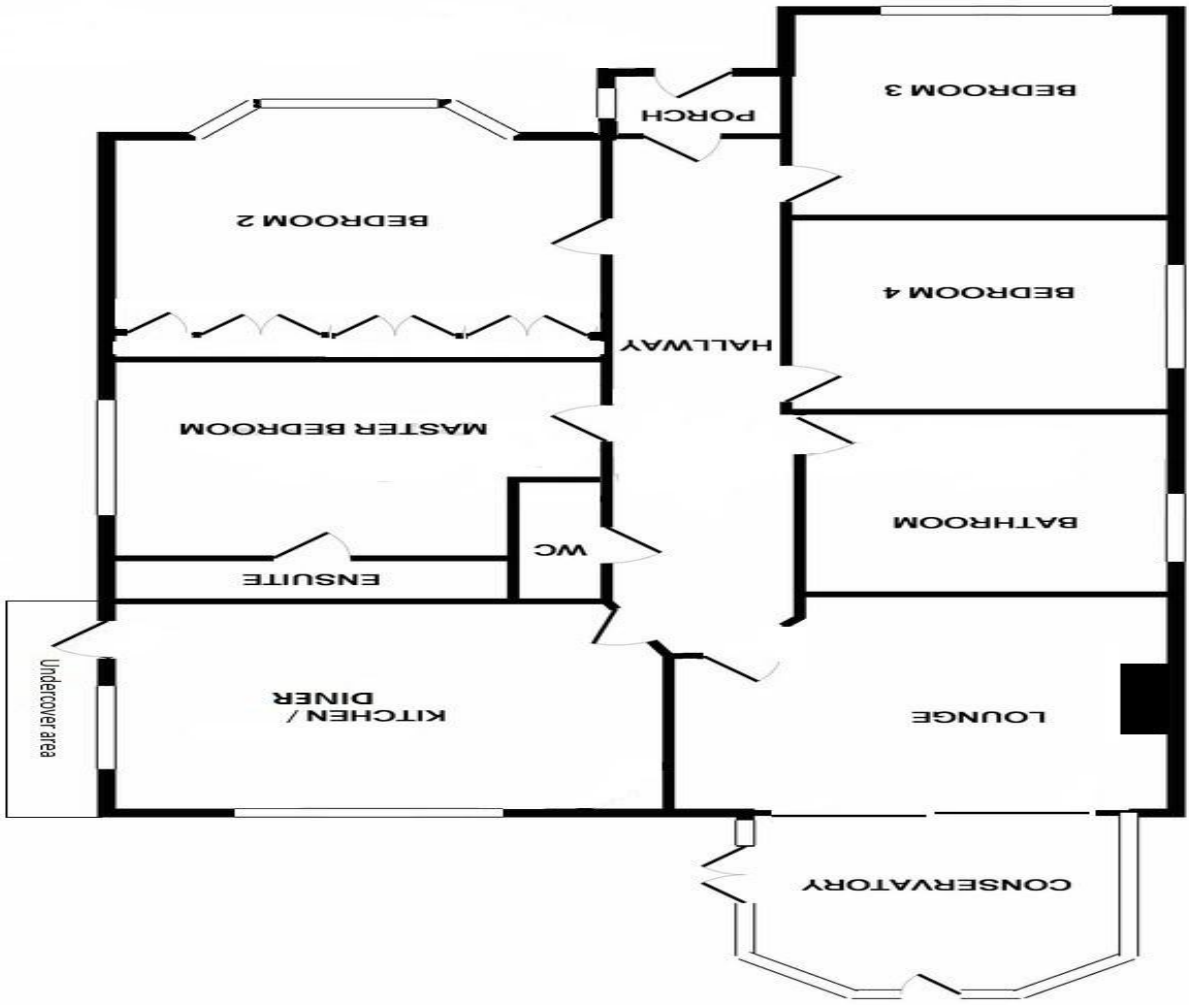 BEDROOM 3
PORCH
BEDROOM 2
BEDROOM 4
HALLWAY
MASTER BEDROOM
BATHROOM
WC
ENSUITE
Undercover area
KITCHEN /
DINER
LOUNGE
CONSERVATORY